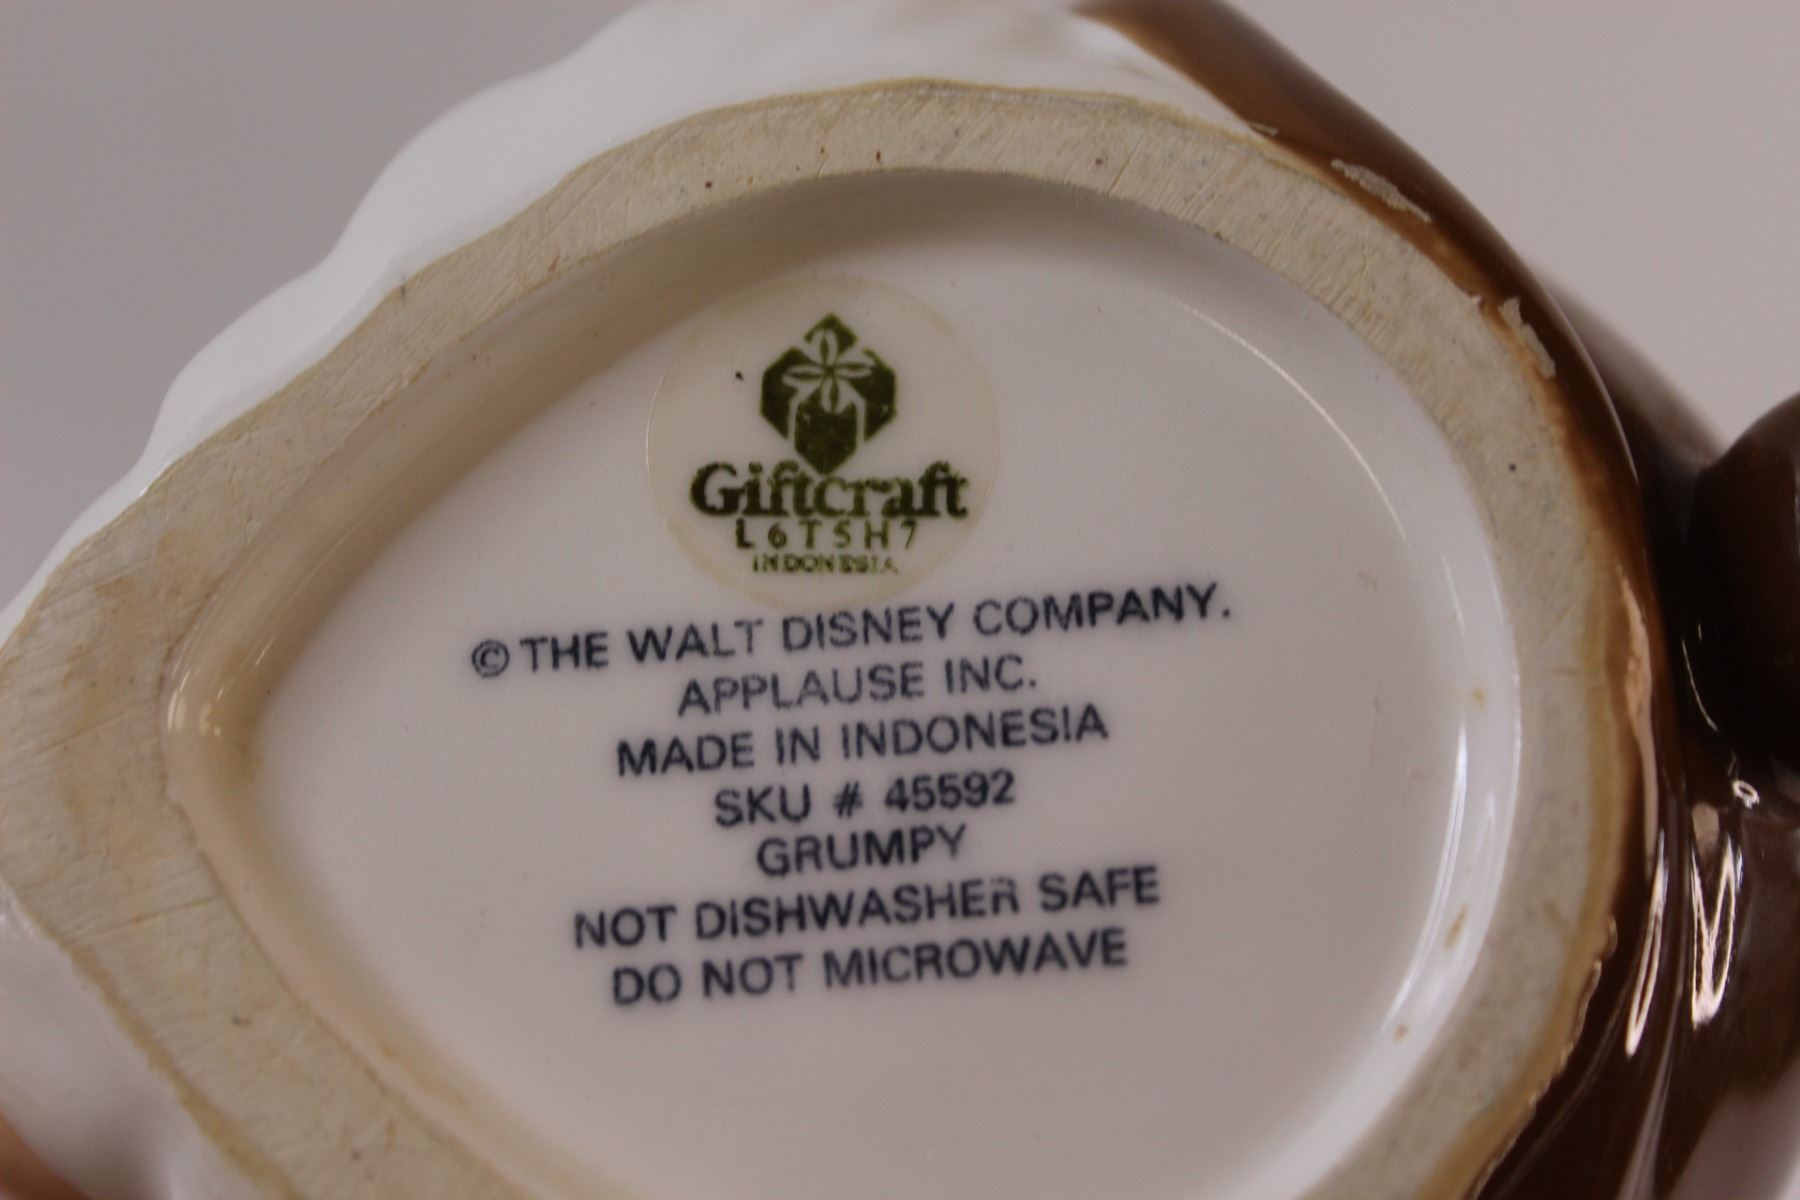 Giftcraft
L6T5H7
INDONESIA
© THE WALT DISNEY COMPANY.
APPLAUSE INC.
MADE IN INDONESIA
SKU # 45592
GRUMPY
NOT DISHWASHER SAFE
DO NOT MICROWAVE